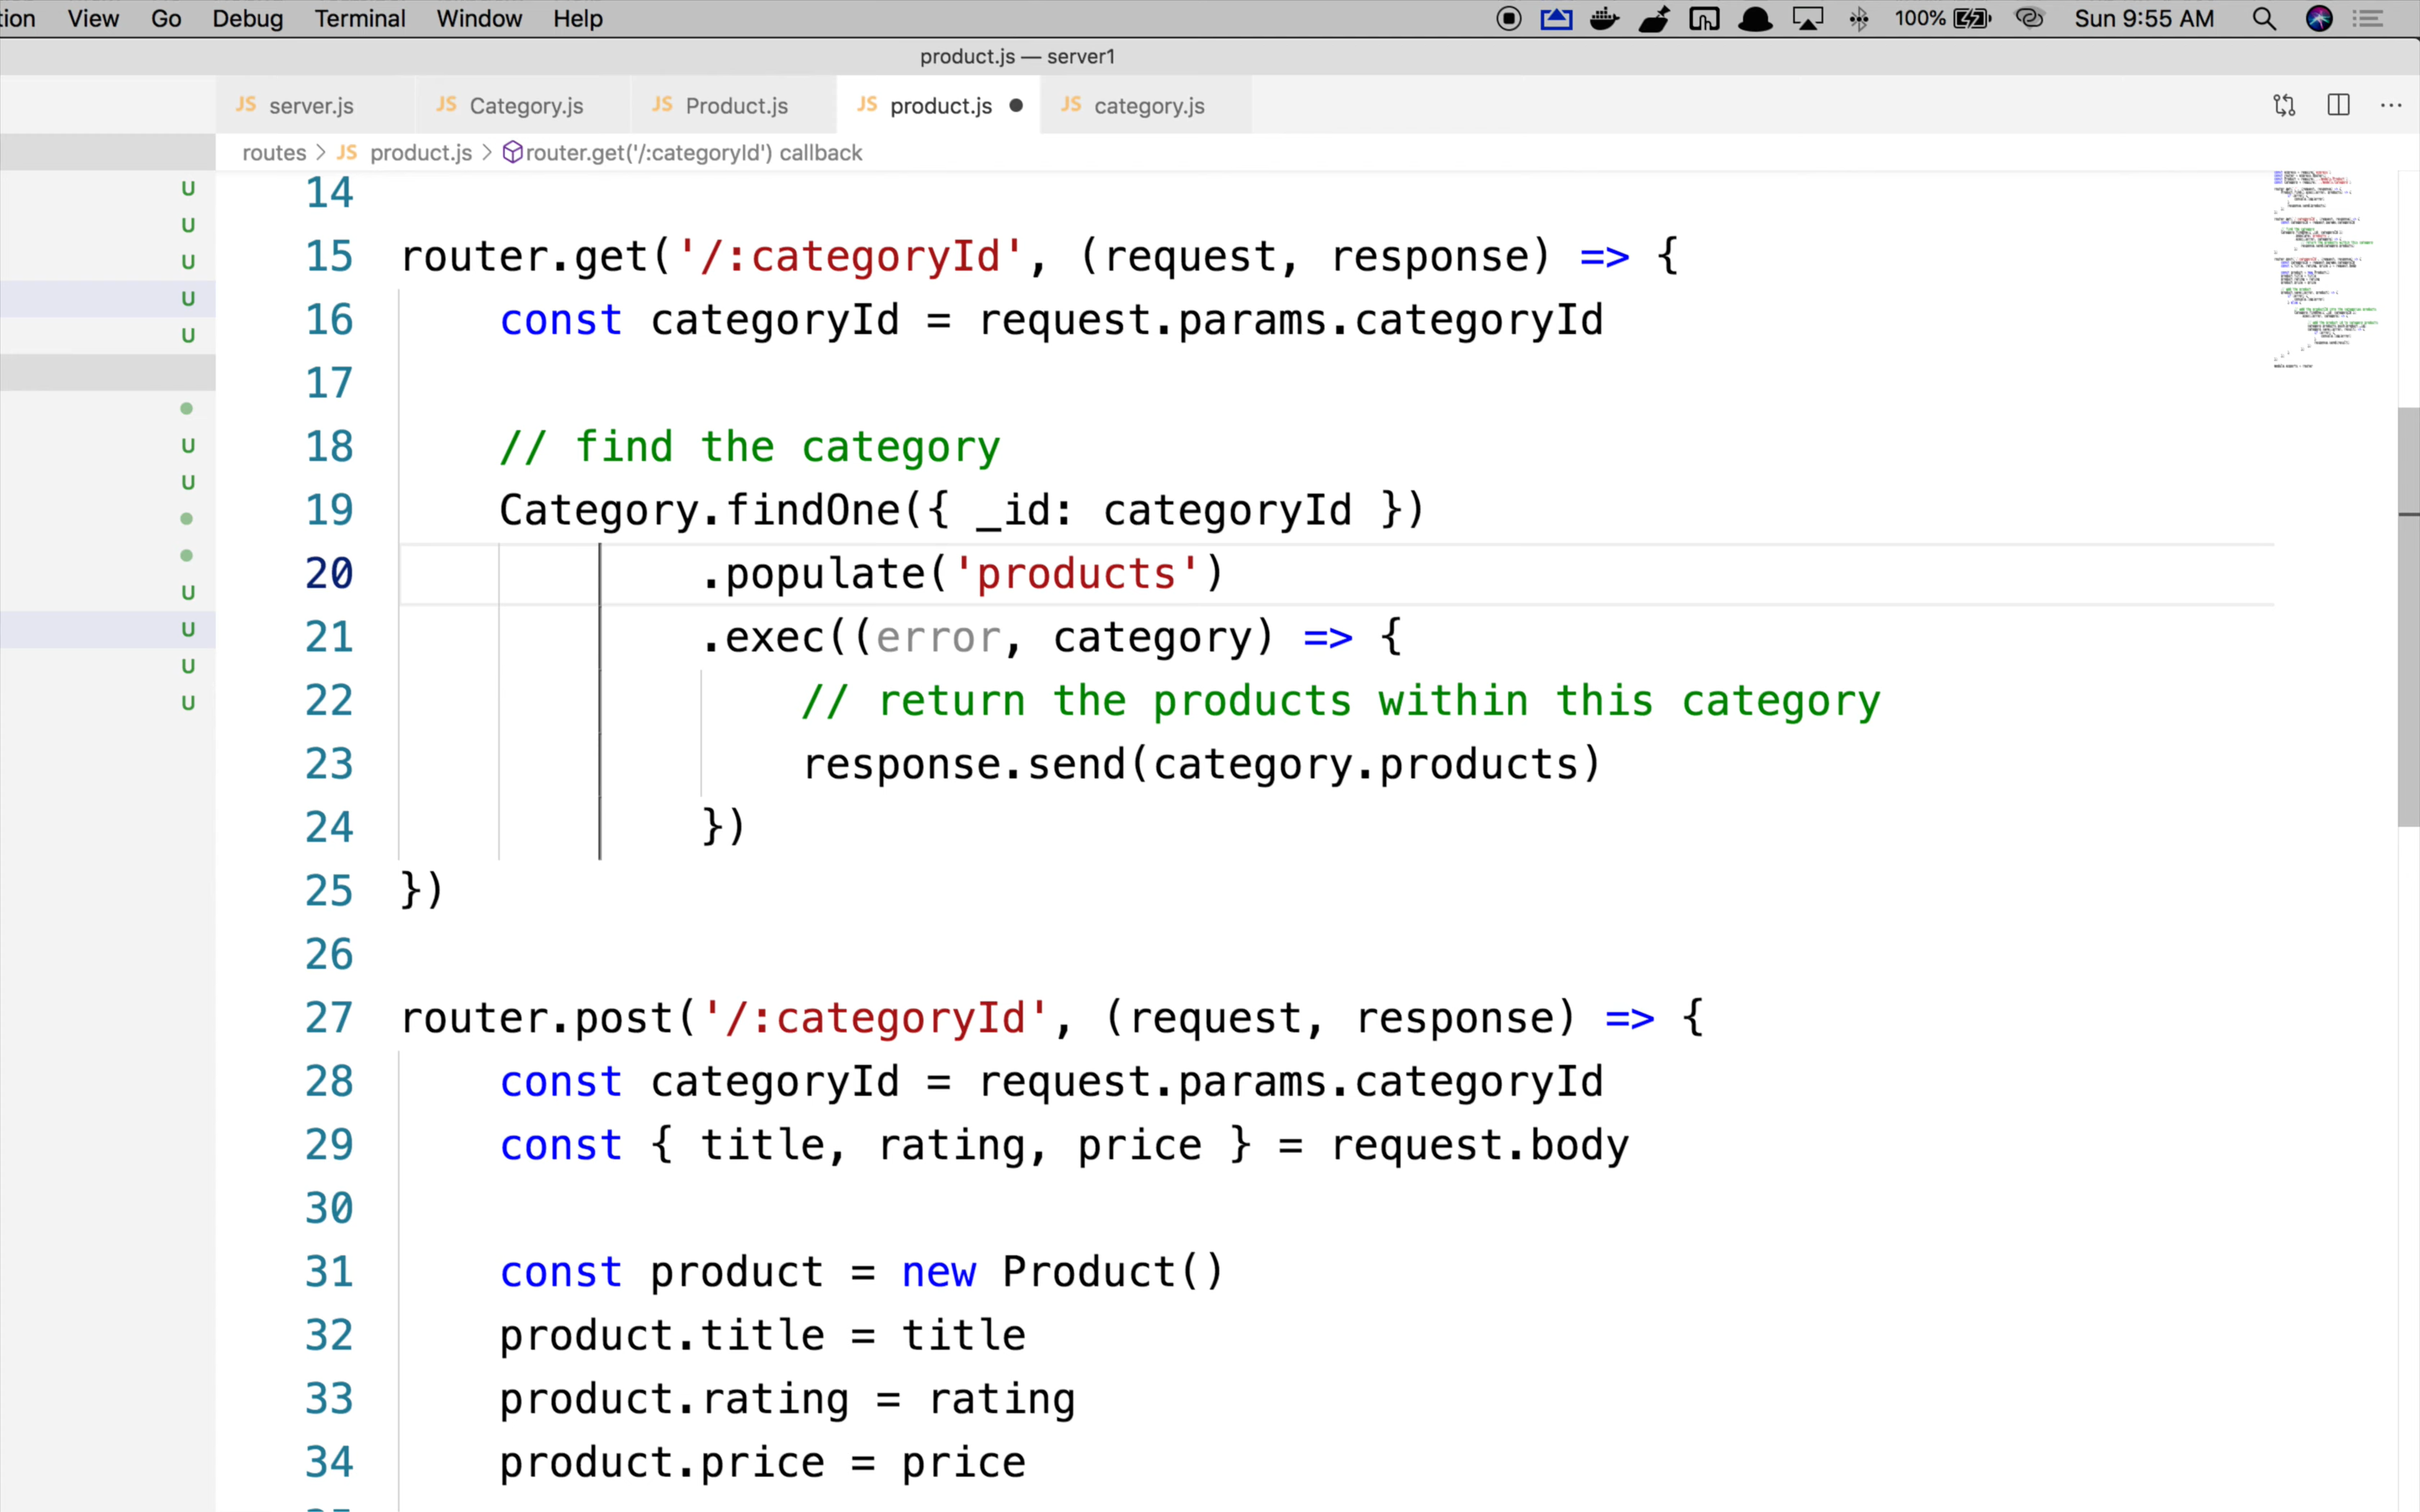 tion View Go Debug Terminal Window Help 100% Sun 9:55 AM
product.js — server1
JS server.js JS Category.js JS Product.js JS product.js ● JS category.js
routes > JS product.js > router.get('/:categoryId') callback
14
15 router.get('/:categoryId', (request, response) => {
16 const categoryId = request.params.categoryId
17
18 // find the category
19 Category.findOne({ _id: categoryId })
20 .populate('products')
21 .exec((error, category) => {
22 // return the products within this category
23 response.send(category.products)
24 })
25 })
26
27 router.post('/:categoryId', (request, response) => {
28 const categoryId = request.params.categoryId
29 const { title, rating, price } = request.body
30
31 const product = new Product()
32 product.title = title
33 product.rating = rating
34 product.price = price
U
U
U
U
U
U
U
U
U
U
U